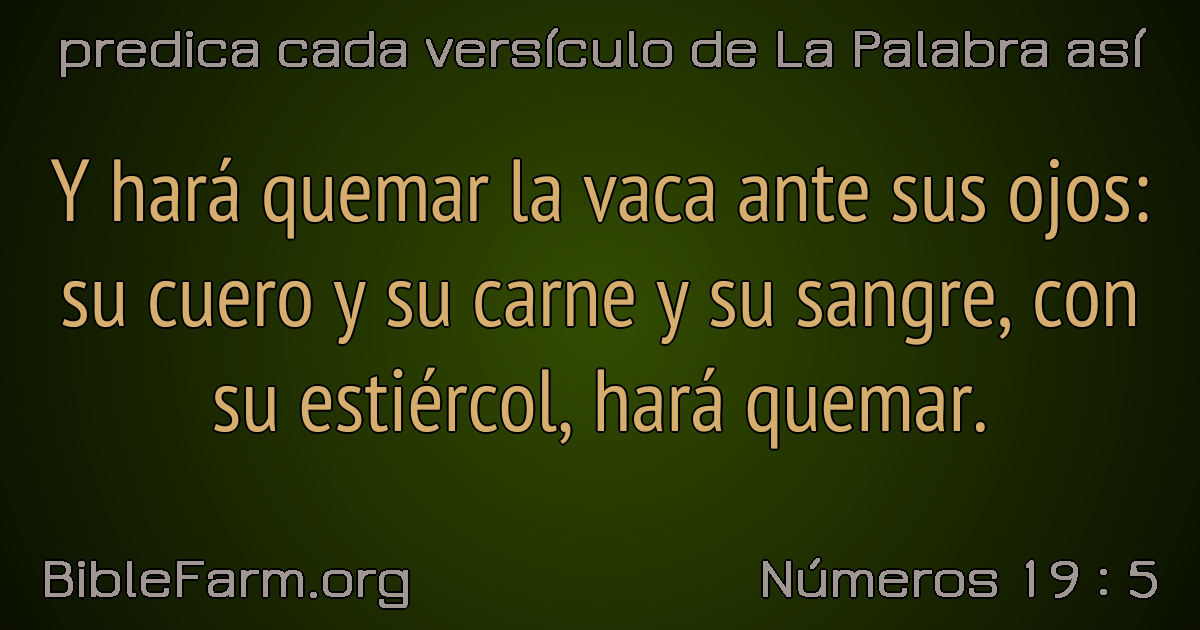 predica cada versículo de La Palabra así
Y hará quemar la vaca ante sus ojos:
su cuero y su carne y su sangre, con
su estiércol, hará quemar.
BibleFarm.org
Números 19 : 5